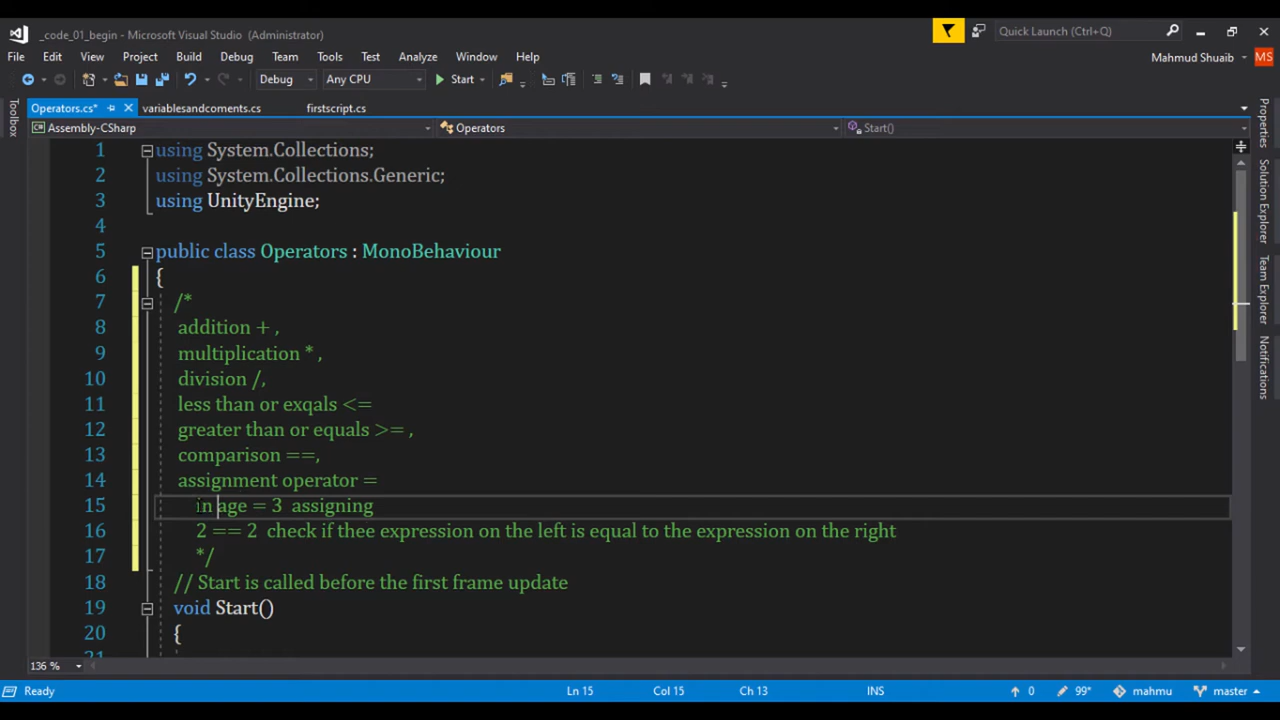 _code_01_begin - Microsoft Visual Studio (Administrator)
Quick Launch (Ctrl+Q)
File Edit View Project Build Debug Team Tools Test Analyze Window Help
Mahmud Shuaib MS
Debug Any CPU Start
Operators.cs* variablesandcoments.cs firstscript.cs
Assembly-CSharp Operators Start()
Toolbox
Properties
Solution Explorer
Team Explorer
Notifications
1 using System.Collections;
2 using System.Collections.Generic;
3 using UnityEngine;
4
5 public class Operators : MonoBehaviour
6 {
7 /*
8 addition + ,
9 multiplication * ,
10 division /,
11 less than or exqals <=
12 greater than or equals >= ,
13 comparison ==,
14 assignment operator =
15 in age = 3  assigning
16 2 == 2  check if thee expression on the left is equal to the expression on the right
17 */
18 // Start is called before the first frame update
19 void Start()
20 {
21
136 %
Ready Ln 15 Col 15 Ch 13 INS 0 99* mahmu master